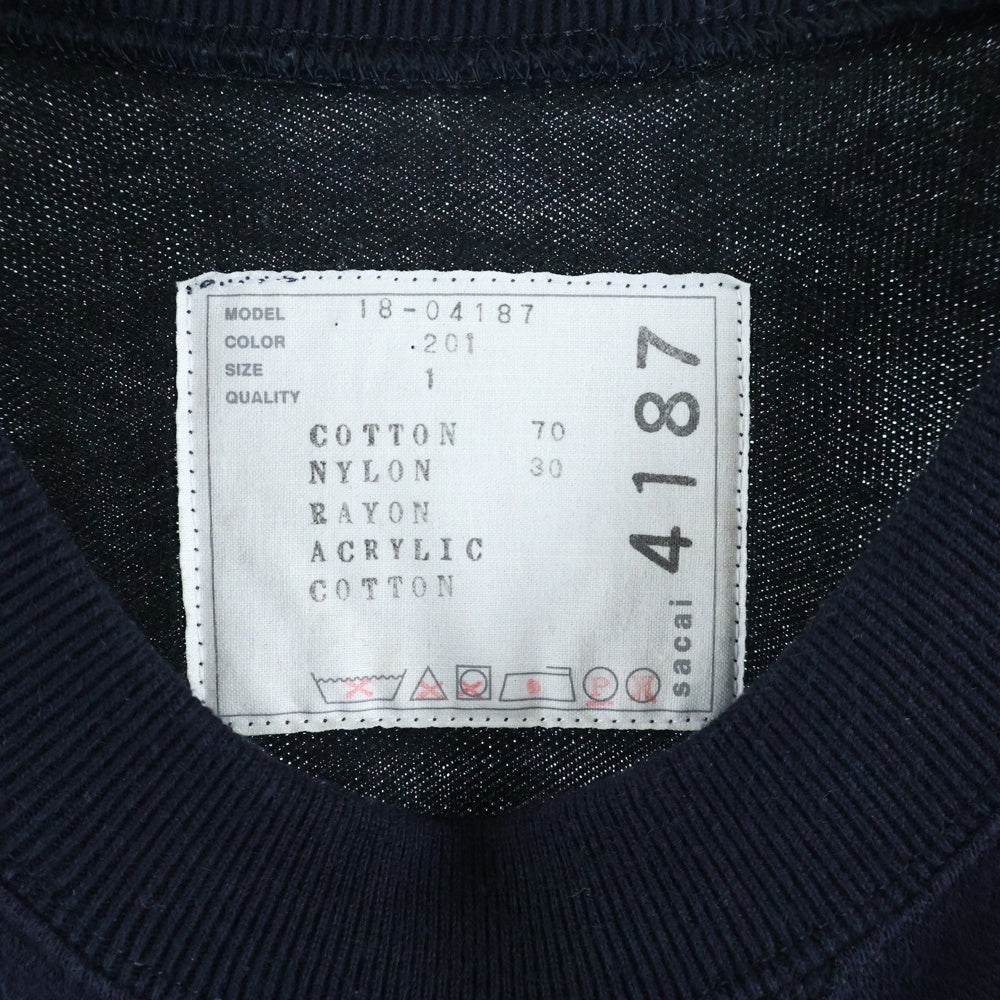 MODEL 18-04187
COLOR .201
SIZE 1
QUALITY
COTTON 70
NYLON 30
RAYON
ACRYLIC
COTTON
P
sacai 4187